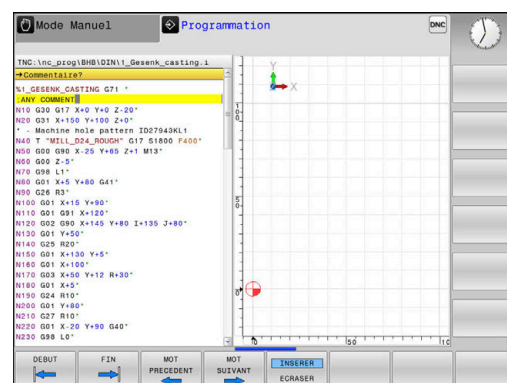 Mode Manuel
Programmation
DNC
TNC:\nc_prog\BHB\DIN\1_Gesenk_casting.i
→Commentaire?
%1_GESENK_CASTING G71 *
;ANY COMMENT
N10 G30 G17 X+0 Y+0 Z-20*
N20 G31 X+150 Y+100 Z+0*
* - Machine hole pattern ID27943KL1
N40 T "MILL_D24_ROUGH" G17 S1800 F400*
N50 G00 G90 X-25 Y+65 Z+1 M13*
N60 G00 Z-5*
N70 G98 L1*
N80 G01 X+5 Y+80 G41*
N90 G26 R3*
N100 G01 X+15 Y+90*
N110 G01 G91 X+120*
N120 G02 G90 X+145 Y+80 I+135 J+80*
N130 G01 Y+50*
N140 G25 R20*
N150 G01 X+130 Y+5*
N160 G01 X+100*
N170 G03 X+50 Y+12 R+30*
N180 G01 X+5*
N190 G24 R10*
N200 G01 Y+80*
N210 G27 R10*
N220 G01 X-20 Y+90 G40*
N230 G98 L0*
Y
X
100
50
0
0
50
DEBUT
FIN
MOT PRECEDENT
MOT SUIVANT
INSERER
ECRASER